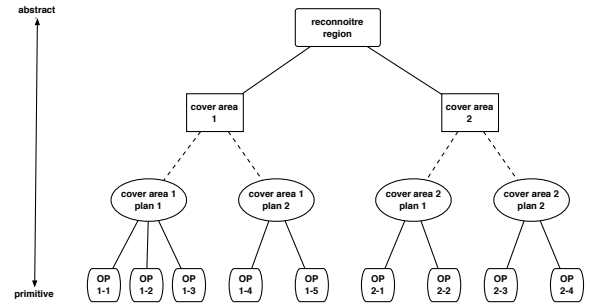 abstract
reconnoitre
region
cover area
1
cover area
2
cover area 1
plan 1
cover area 1
plan 2
cover area 2
plan 1
cover area 2
plan 2
OP
1-1
OP
1-2
OP
1-3
OP
1-4
OP
1-5
OP
2-1
OP
2-2
OP
2-3
OP
2-4
primitive